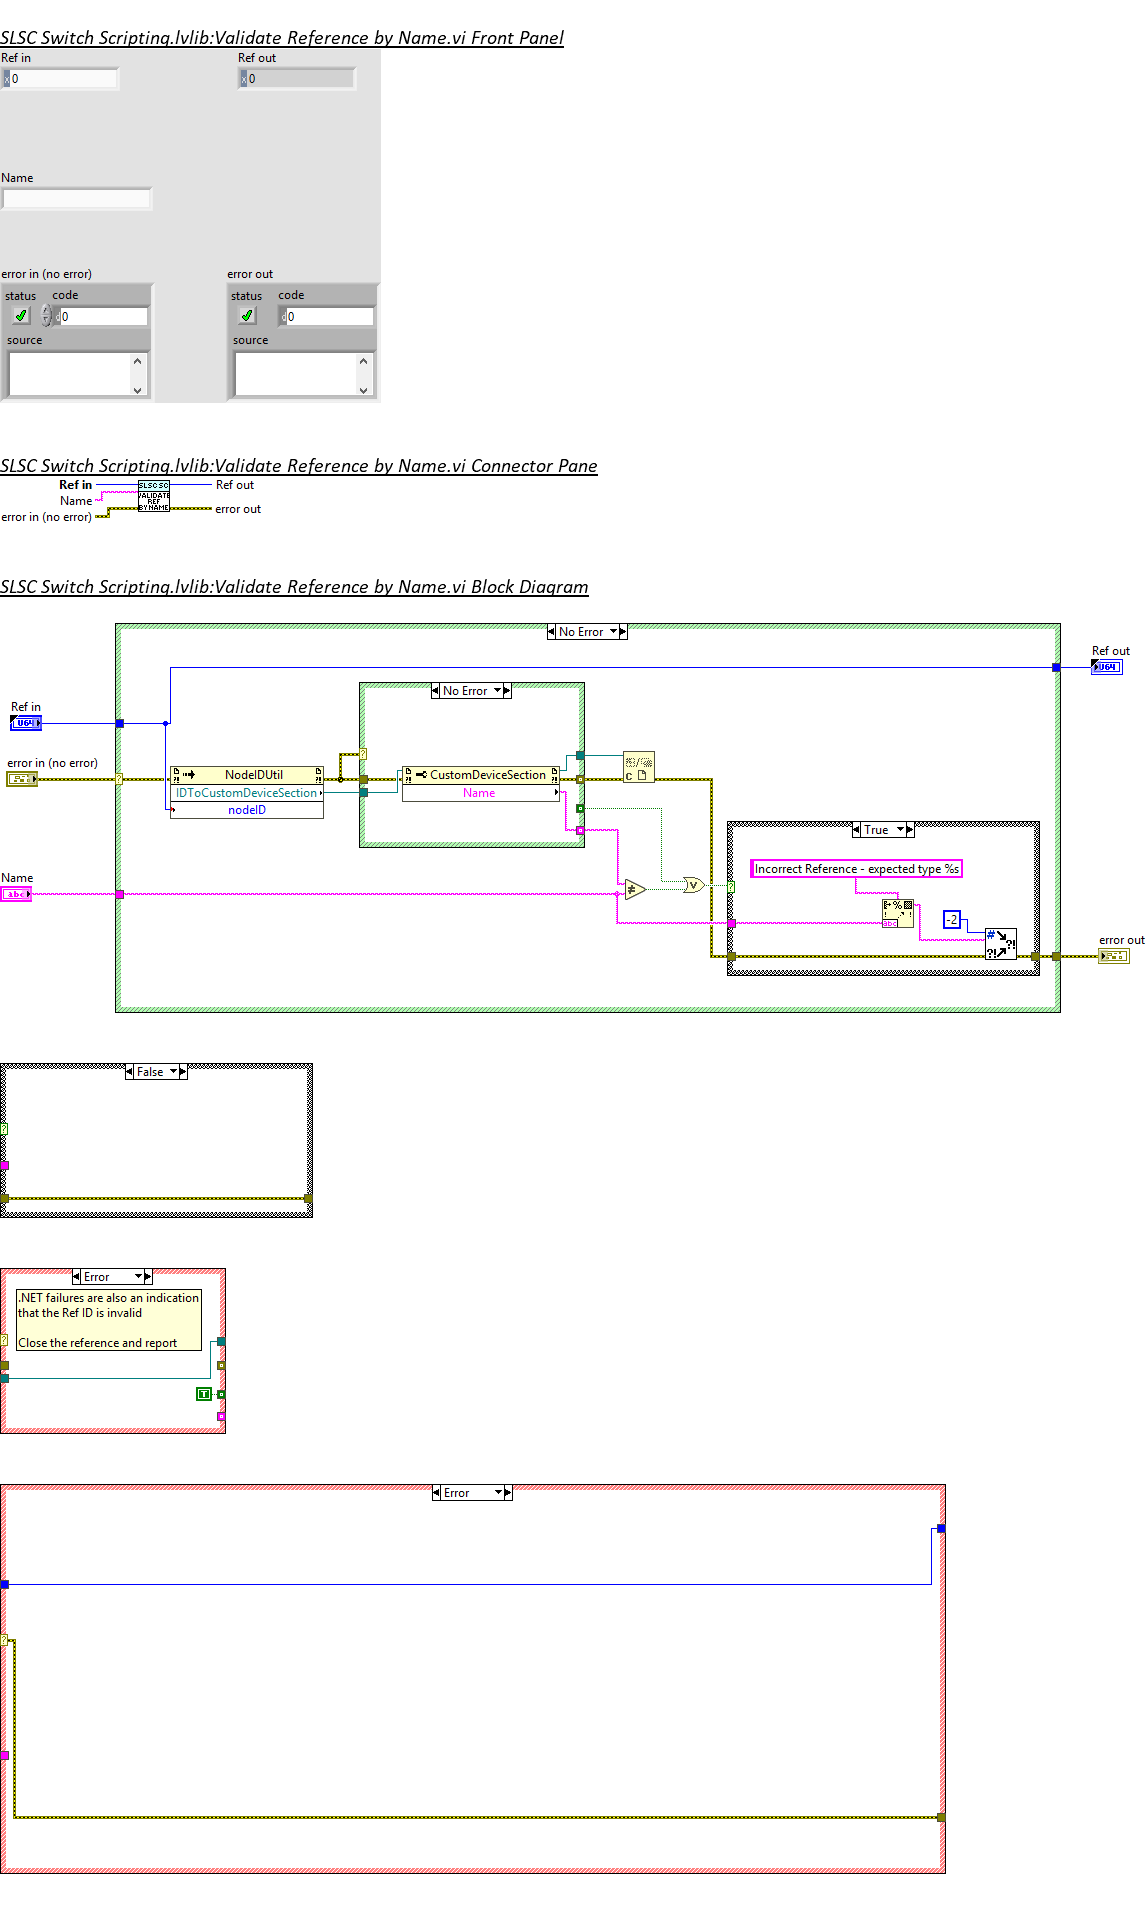 SLSC Switch Scripting.lvlib:Validate Reference by Name.vi Front Panel
Ref in
Ref out
x 0
x 0
Name
error in (no error)
error out
status code
status code
d 0
d 0
source
source
SLSC Switch Scripting.lvlib:Validate Reference by Name.vi Connector Pane
Ref in
Name
error in (no error)
SLSC SC
VALIDATE
REF
BY NAME
Ref out
error out
SLSC Switch Scripting.lvlib:Validate Reference by Name.vi Block Diagram
No Error
Ref out
U64
No Error
Ref in
U64
error in (no error)
NodeIDUtil
IDToCustomDeviceSection
nodeID
CustomDeviceSection
Name
C
True
Incorrect Reference - expected type %s
Name
abc
V
%
abc
-2
#
?!
?!
error out
False
Error
.NET failures are also an indication
that the Ref ID is invalid
Close the reference and report
T
Error